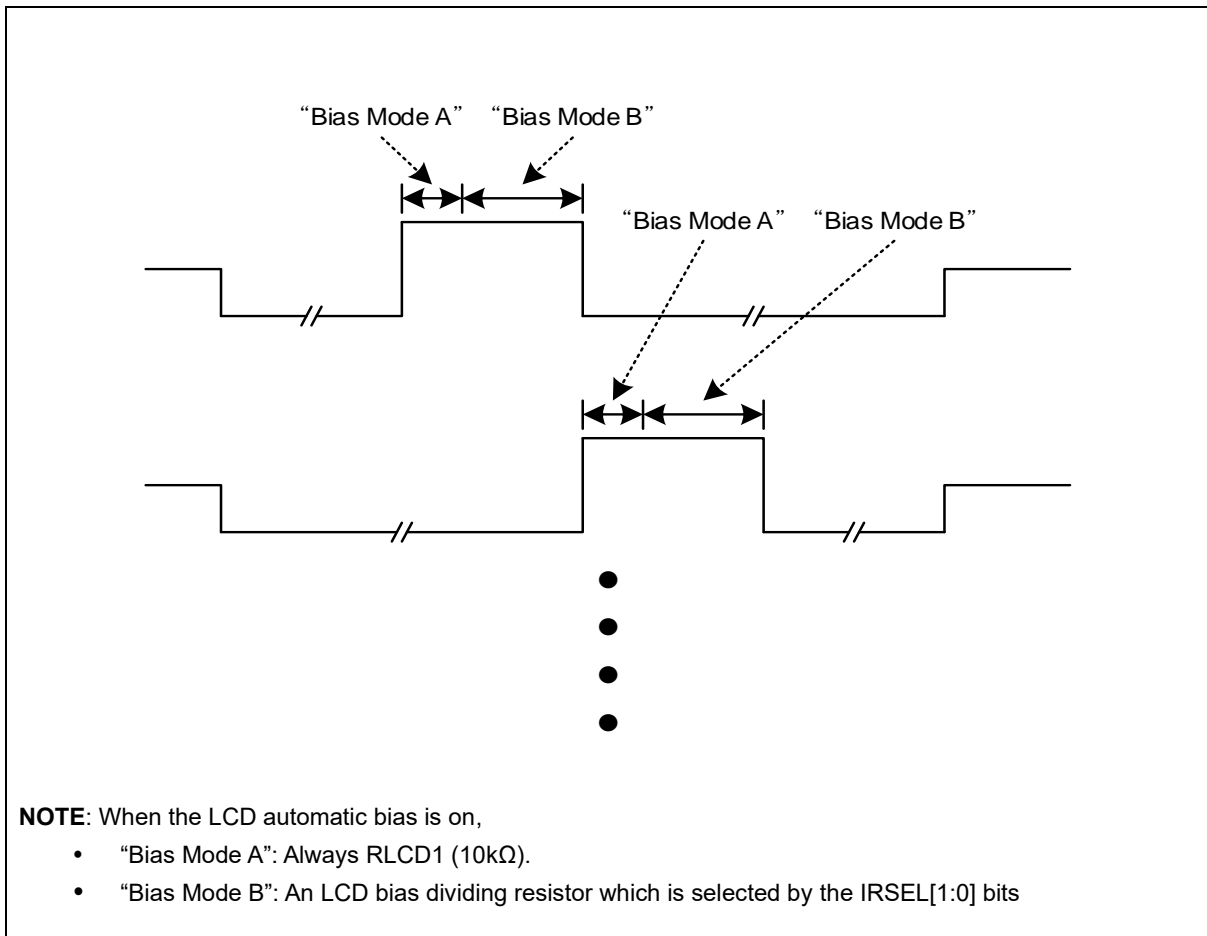 “Bias Mode A” “Bias Mode B”
“Bias Mode A” “Bias Mode B”
NOTE: When the LCD automatic bias is on,
• “Bias Mode A”: Always RLCD1 (10kΩ).
• “Bias Mode B”: An LCD bias dividing resistor which is selected by the IRSEL[1:0] bits